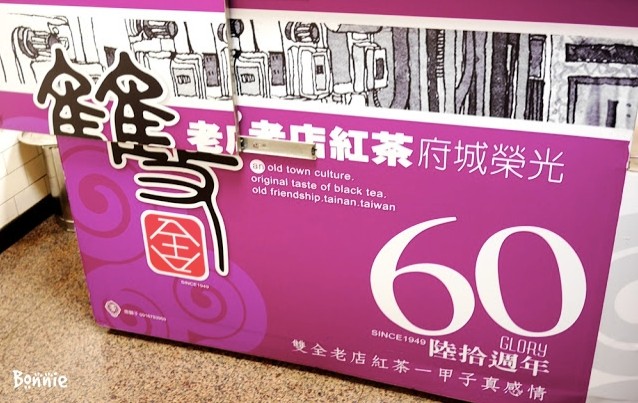 雙
全
SINCE1949
老店紅茶府城榮光
an old town culture.
original taste of black tea.
old friendship.tainan.taiwan
60
SINCE1949
GLORY
陸拾週年
雙全老店紅茶一甲子真感情
Bonnie